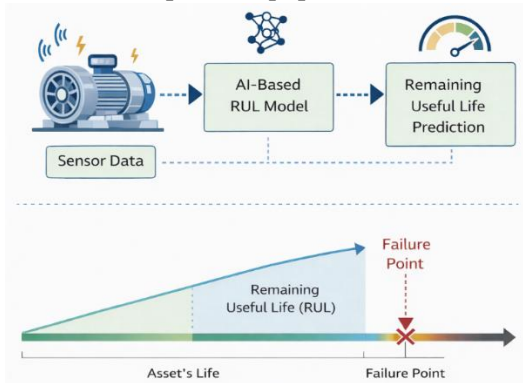 AI-Based
RUL Model
Remaining
Useful Life
Prediction
Sensor Data
Failure
Point
Remaining
Useful Life (RUL)
Asset's Life
Failure Point